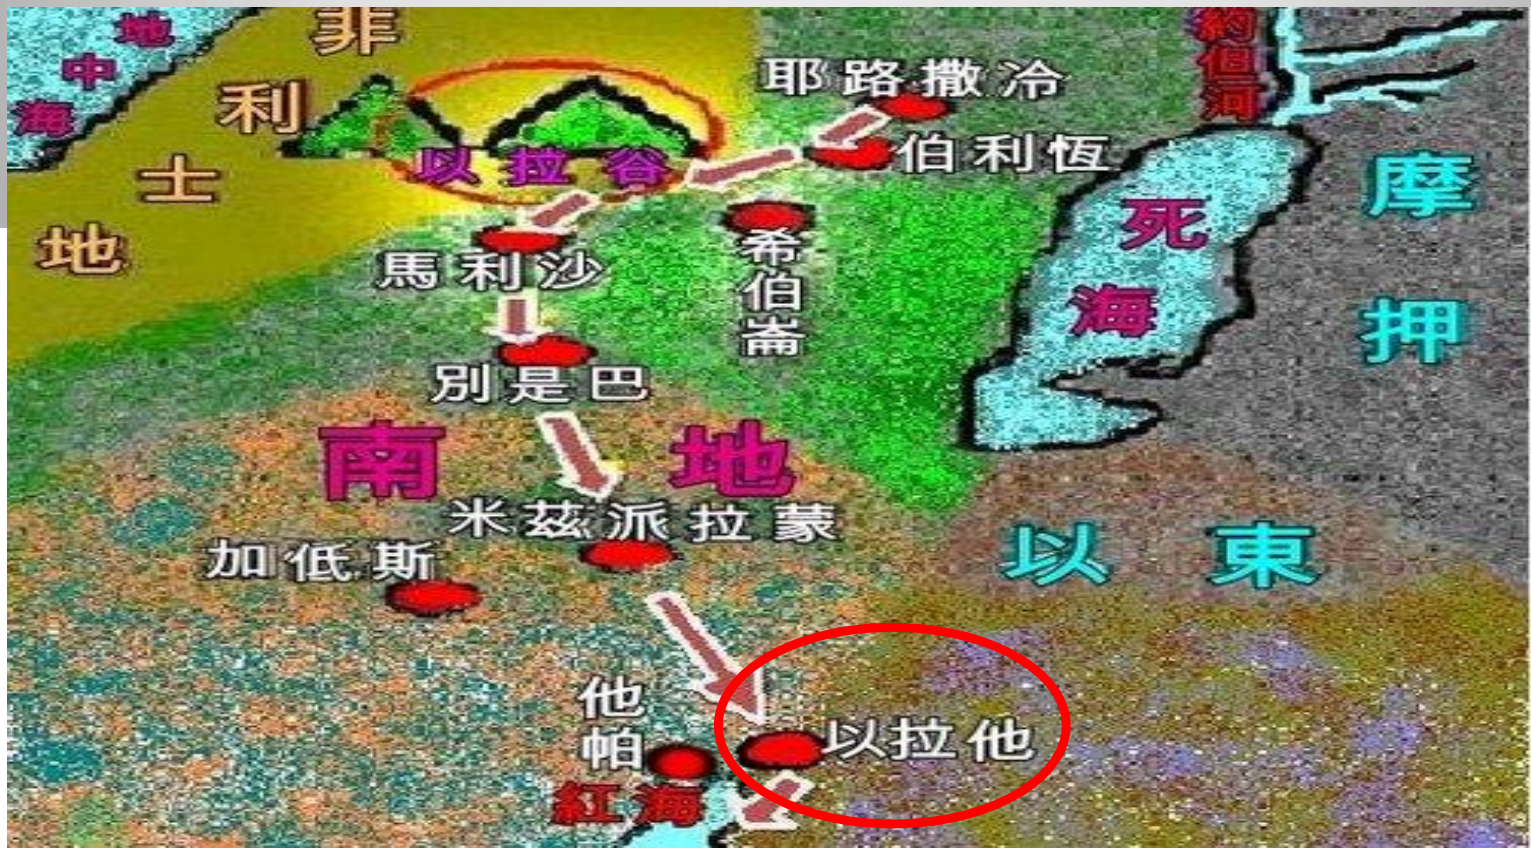 地中海
非利士地
約但河
耶路撒冷
伯利恆
以拉谷
摩押
死海
希伯崙
馬利沙
別是巴
南地
米茲派拉蒙
加低斯
以東
他帕
以拉他
紅海